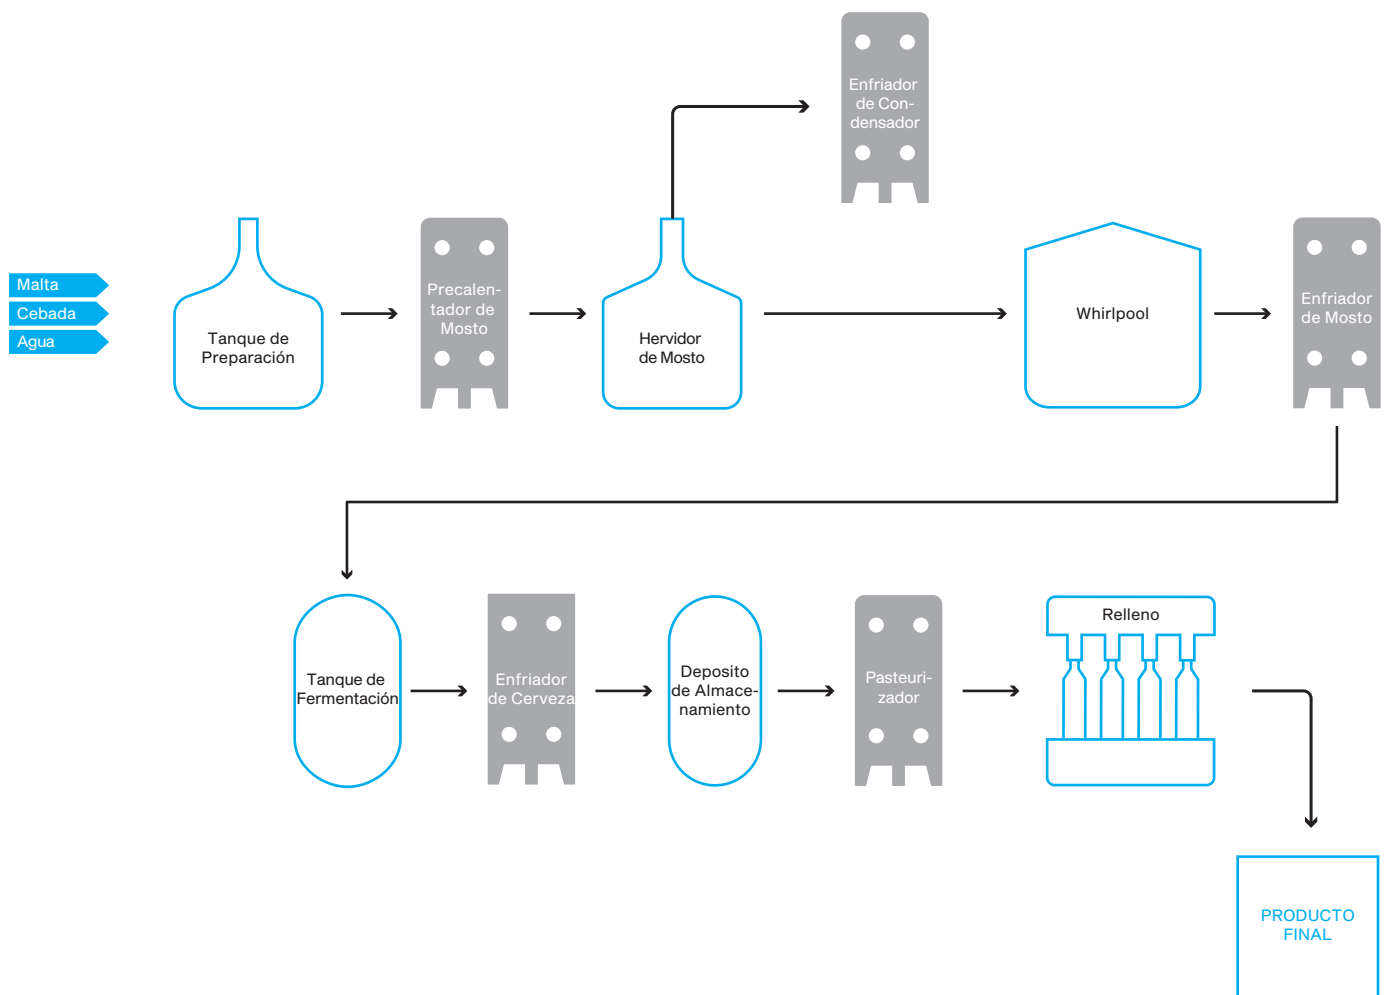 Enfriador
de Con-
densador
Malta
Cebada
Agua
Tanque de
Preparación
Precalen-
tador de
Mosto
Hervidor
de Mosto
Whirlpool
Enfriador
de Mosto
Tanque de
Fermentación
Enfriador
de Cerveza
Deposito
de Almace-
namiento
Pasteuri-
zador
Relleno
PRODUCTO
FINAL